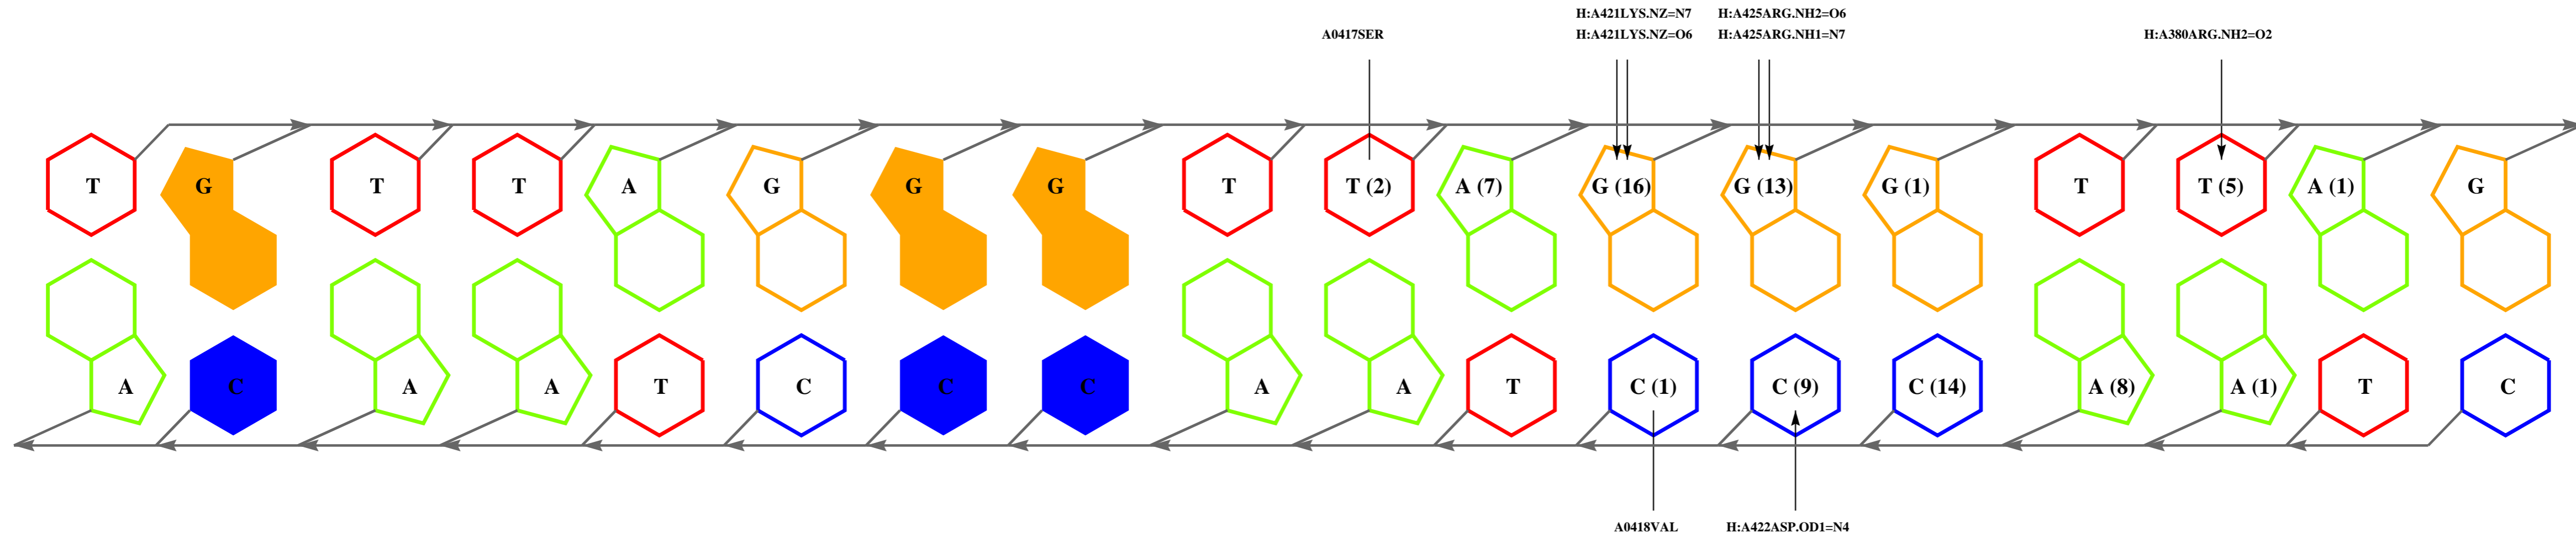 H:A421LYS.NZ=N7 H:A425ARG.NH2=O6
A0417SER H:A421LYS.NZ=O6 H:A425ARG.NH1=N7 H:A380ARG.NH2=O2
T G T T A G G G T T (2) A (7) G (16) G (13) G (1) T T (5) A (1) G
A C A A T C C C A A T C (1) C (9) C (14) A (8) A (1) T C
A0418VAL H:A422ASP.OD1=N4